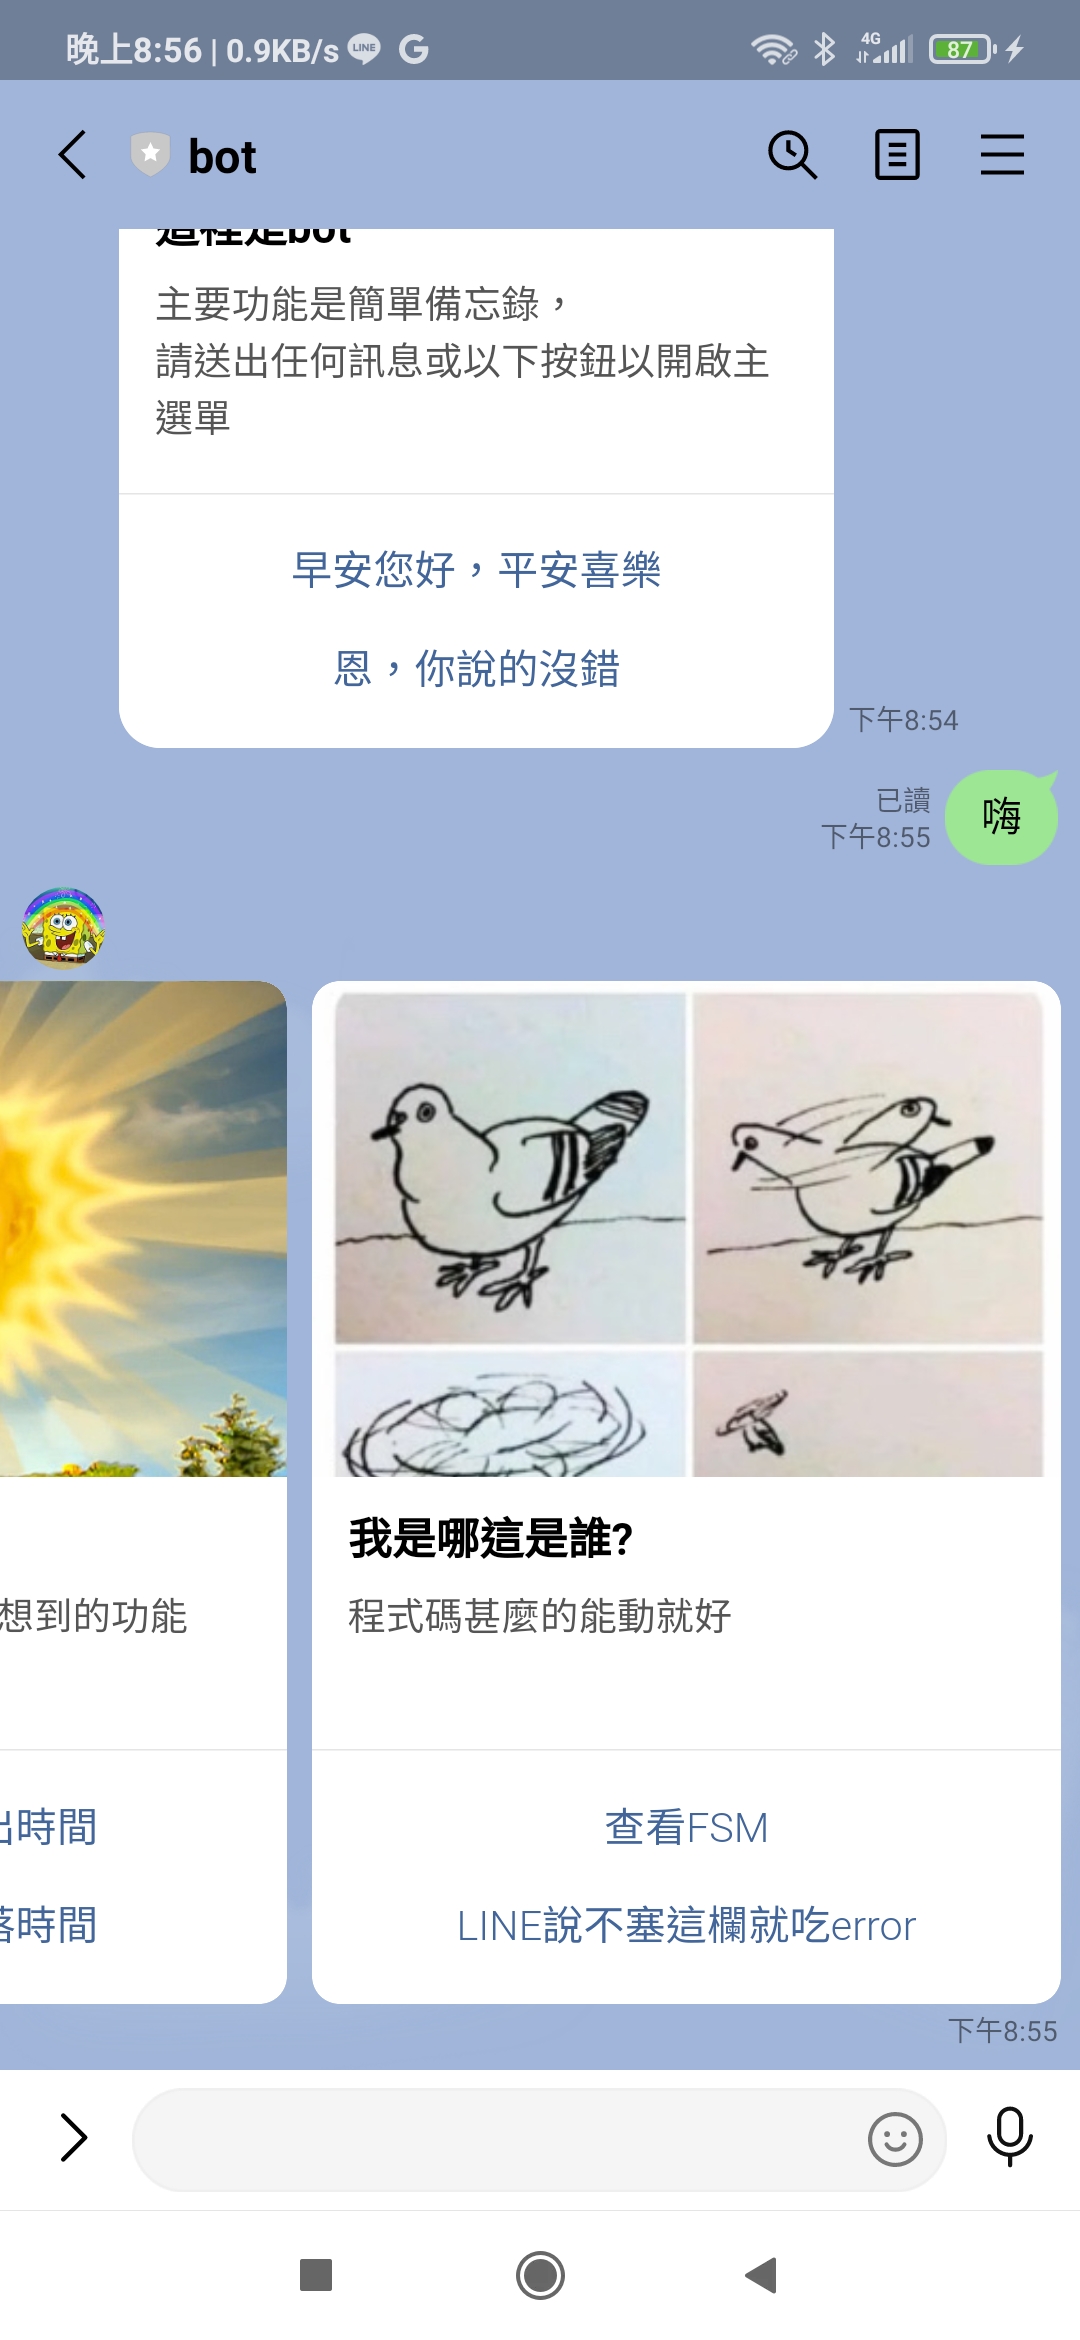 晚上8:56 | 0.9KB/s LINE G
4G 87
bot
這裡是bot
主要功能是簡單備忘錄，
請送出任何訊息或以下按鈕以開啟主
選單
早安您好，平安喜樂
恩，你說的沒錯
下午8:54
已讀
下午8:55
嗨
想到的功能
出時間
落時間
我是哪這是誰?
程式碼甚麼的能動就好
查看FSM
LINE說不塞這欄就吃error
下午8:55